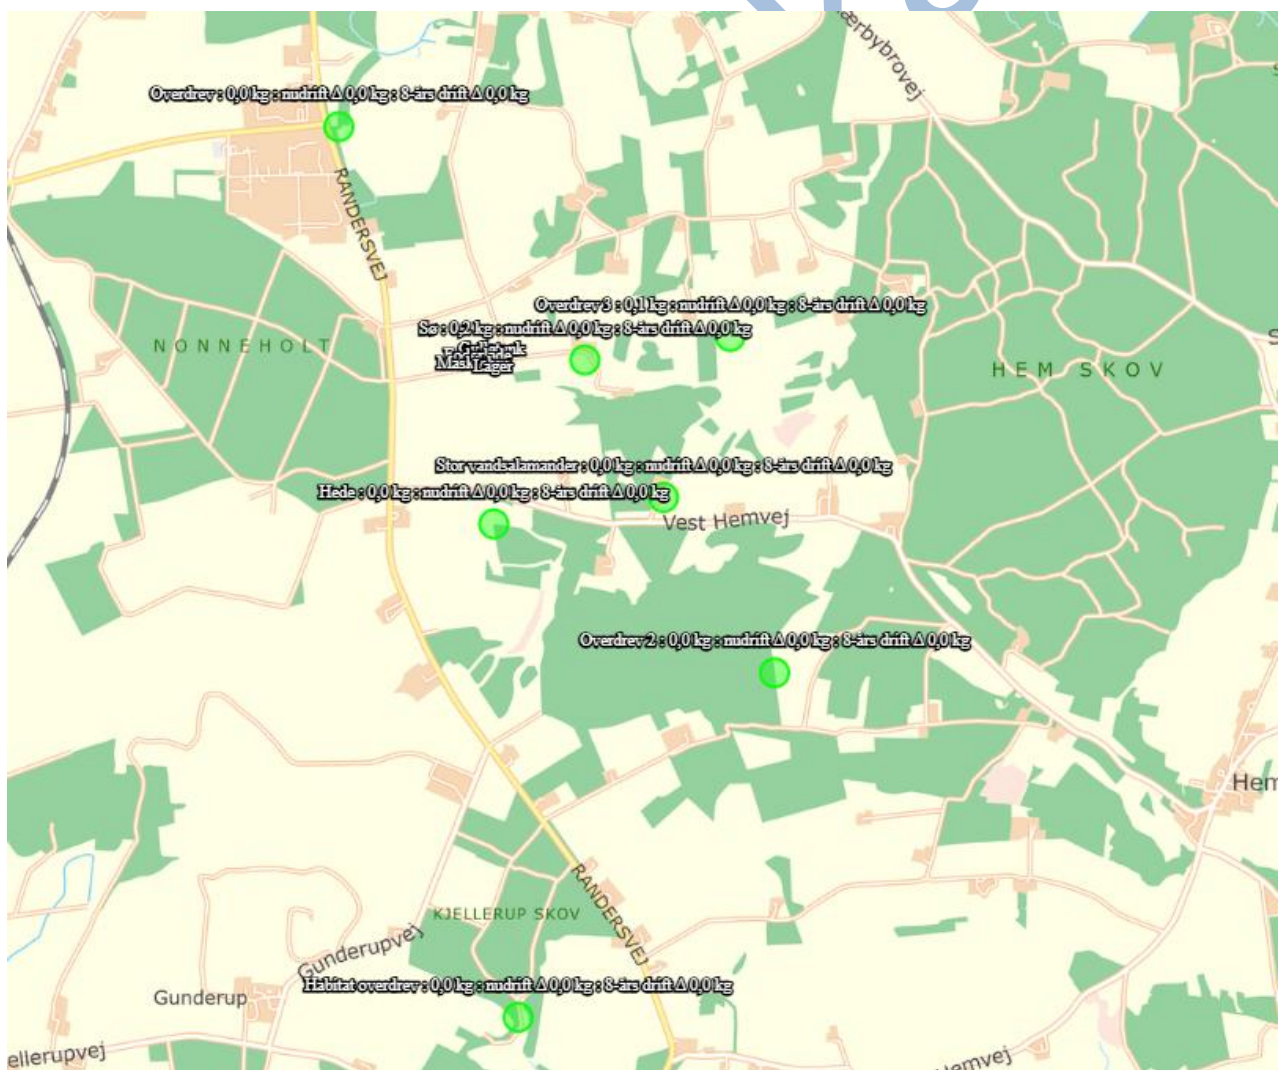 ærbybrovej
Overdrev : 0,0 kg : nudrift Δ 0,0 kg : 8-års drift Δ 0,0 kg
RANDERSVEJ
Overdrev 3 : 0,1 kg : nudrift Δ 0,0 kg : 8-års drift Δ 0,0 kg
Sø : 0,2 kg : nudrift Δ 0,0 kg : 8-års drift Δ 0,0 kg
NONNEHOLT
Lager
HEM SKOV
S
Stor vandsalamander : 0,0 kg : nudrift Δ 0,0 kg : 8-års drift Δ 0,0 kg
Hede : 0,0 kg : nudrift Δ 0,0 kg : 8-års drift Δ 0,0 kg
Vest Hemvej
Overdrev 2 : 0,0 kg : nudrift Δ 0,0 kg : 8-års drift Δ 0,0 kg
Hem
RANDERSVEJ
KJELLERUP SKOV
Gunderupvej
Habitat overdrev : 0,0 kg : nudrift Δ 0,0 kg : 8-års drift Δ 0,0 kg
Gunderup
ellerupvej
Hemvej